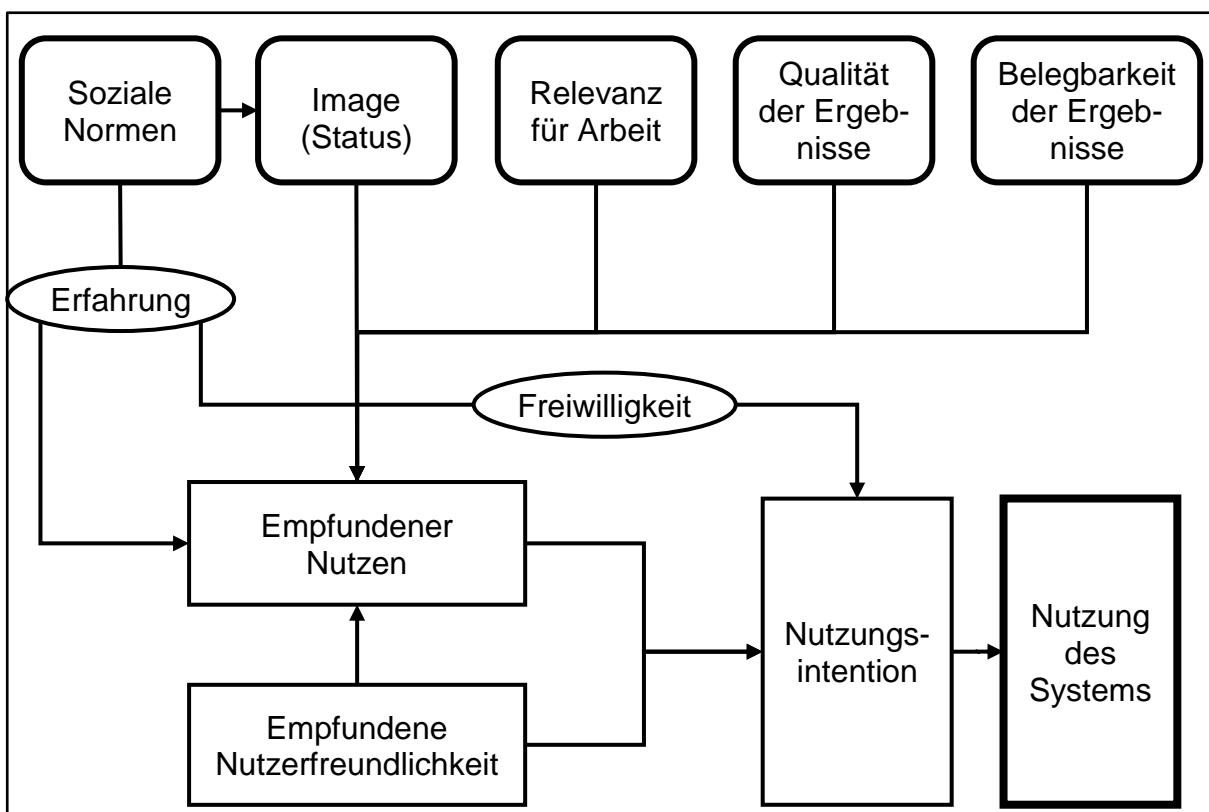 Soziale
Normen
Image
(Status)
Relevanz
für Arbeit
Qualität
der Ergeb-
nisse
Belegbarkeit
der Ergeb-
nisse
Erfahrung
Freiwilligkeit
Empfundener
Nutzen
Empfundene
Nutzerfreundlichkeit
Nutzungs-
intention
Nutzung
des
Systems